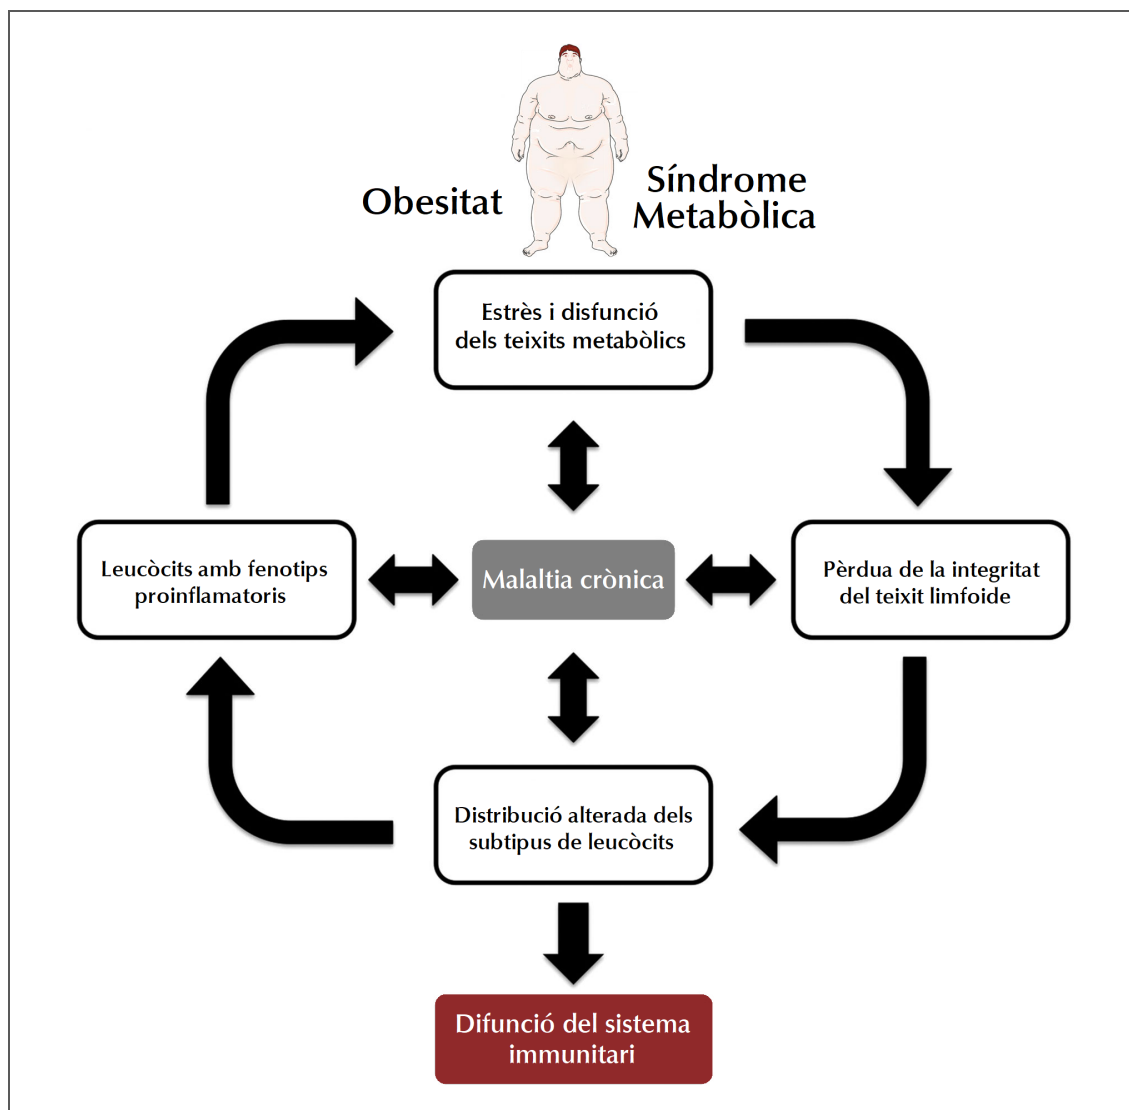 Obesitat
Síndrome
Metabòlica
Estrès i disfunció
dels teixits metabòlics
Leucòcits amb fenotips
proinflamatoris
Malaltia crònica
Pèrdua de la integritat
del teixit limfoide
Distribució alterada dels
subtipus de leucòcits
Difunció del sistema
immunitari